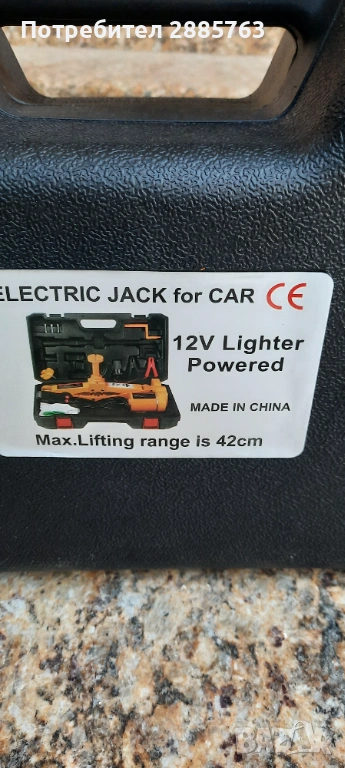 Потребител 2885763
ELECTRIC JACK for CAR CE
12V Lighter
Powered
MADE IN CHINA
Max.Lifting range is 42cm